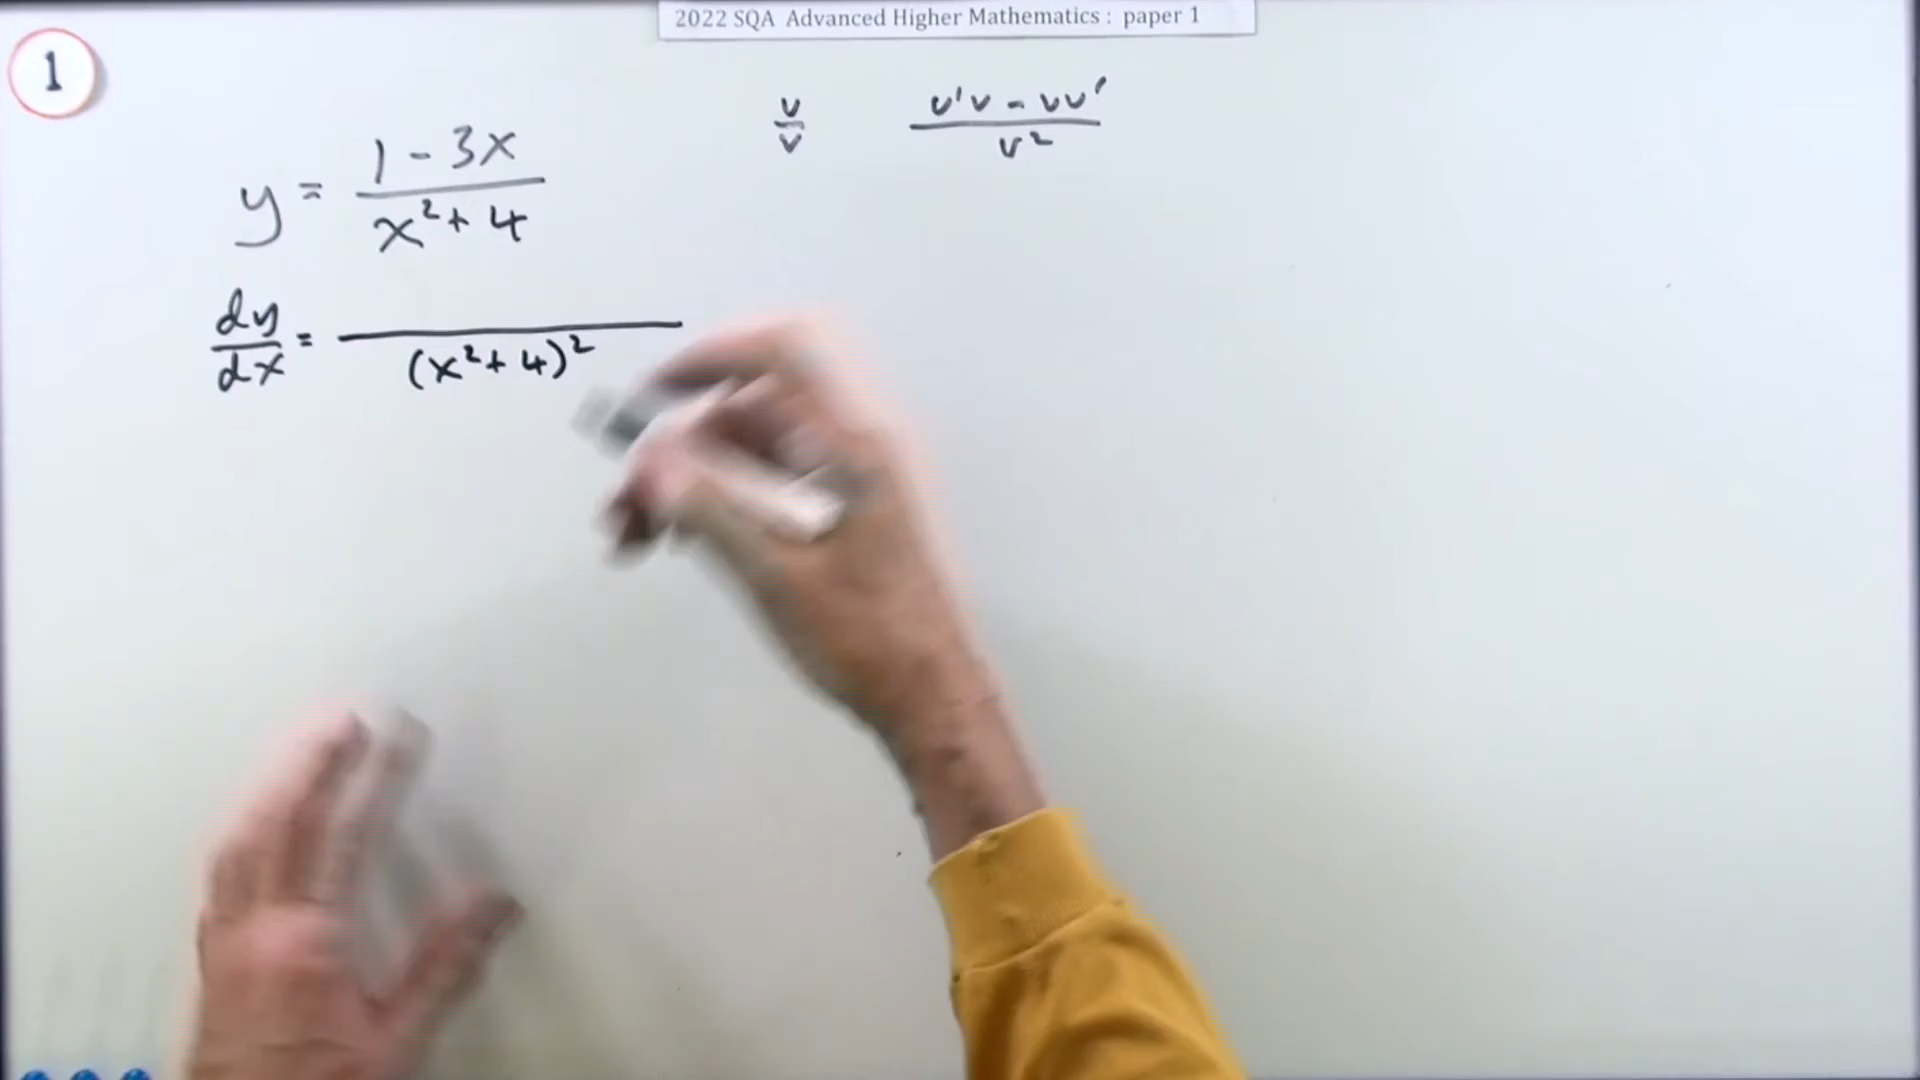 2022 SQA Advanced Higher Mathematics : paper 1
1
u/v (u'v - uv')/v²
y = (1 - 3x)/(x² + 4)
dy/dx = ——— / (x² + 4)²